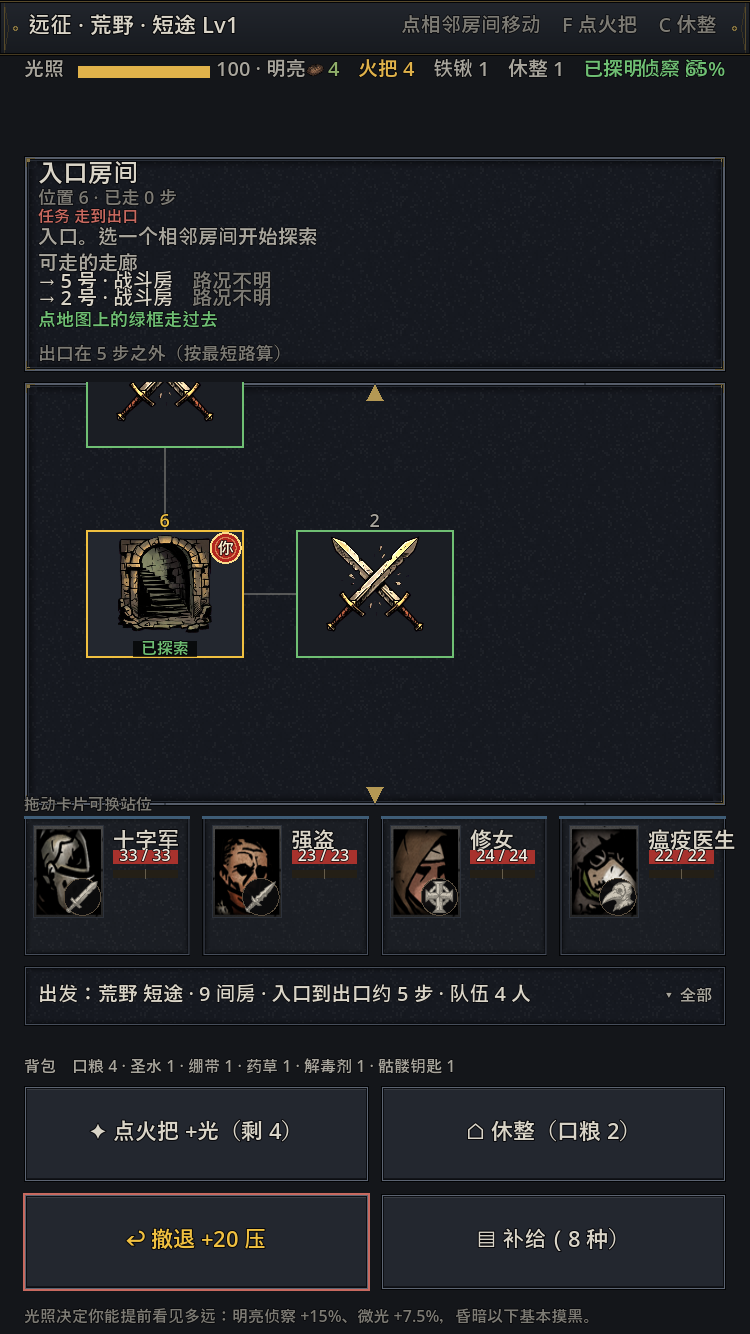 远征 · 荒野 · 短途 Lv1 点相邻房间移动 F 点火把 C 休整
光照 100 · 明亮 4 火把 4 铁锹 1 休整 1 已探明 侦察 65%
入口房间
位置 6 · 已走 0 步
任务 走到出口
入口。选一个相邻房间开始探索
可走的走廊
→ 5 号 · 战斗房 路况不明
→ 2 号 · 战斗房 路况不明
点地图上的绿框走过去
出口在 5 步之外（按最短路算）
6 2
你
已探索
拖动卡片可换站位
十字军 强盗 修女 瘟疫医生
33 / 33 23 / 23 24 / 24 22 / 22
出发：荒野 短途 · 9 间房 · 入口到出口约 5 步 · 队伍 4 人 ▾ 全部
背包 口粮 4 · 圣水 1 · 绷带 1 · 药草 1 · 解毒剂 1 · 骷髅钥匙 1
✦ 点火把 +光（剩 4） ⌂ 休整（口粮 2）
↩ 撤退 +20 压 ▤ 补给 ( 8 种）
光照决定你能提前看见多远：明亮侦察 +15%、微光 +7.5%，昏暗以下基本摸黑。